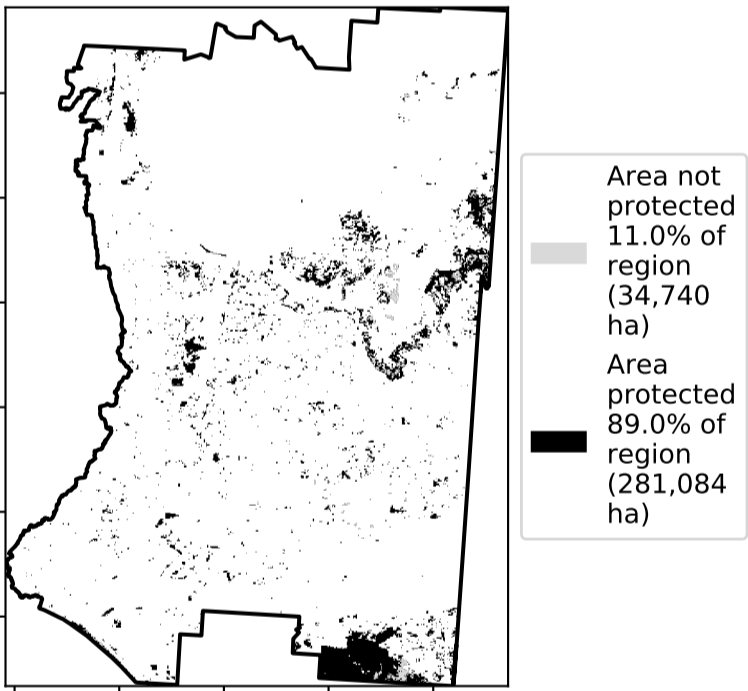 Area not
protected
11.0% of
region
(34,740
ha)
Area
protected
89.0% of
region
(281,084
ha)